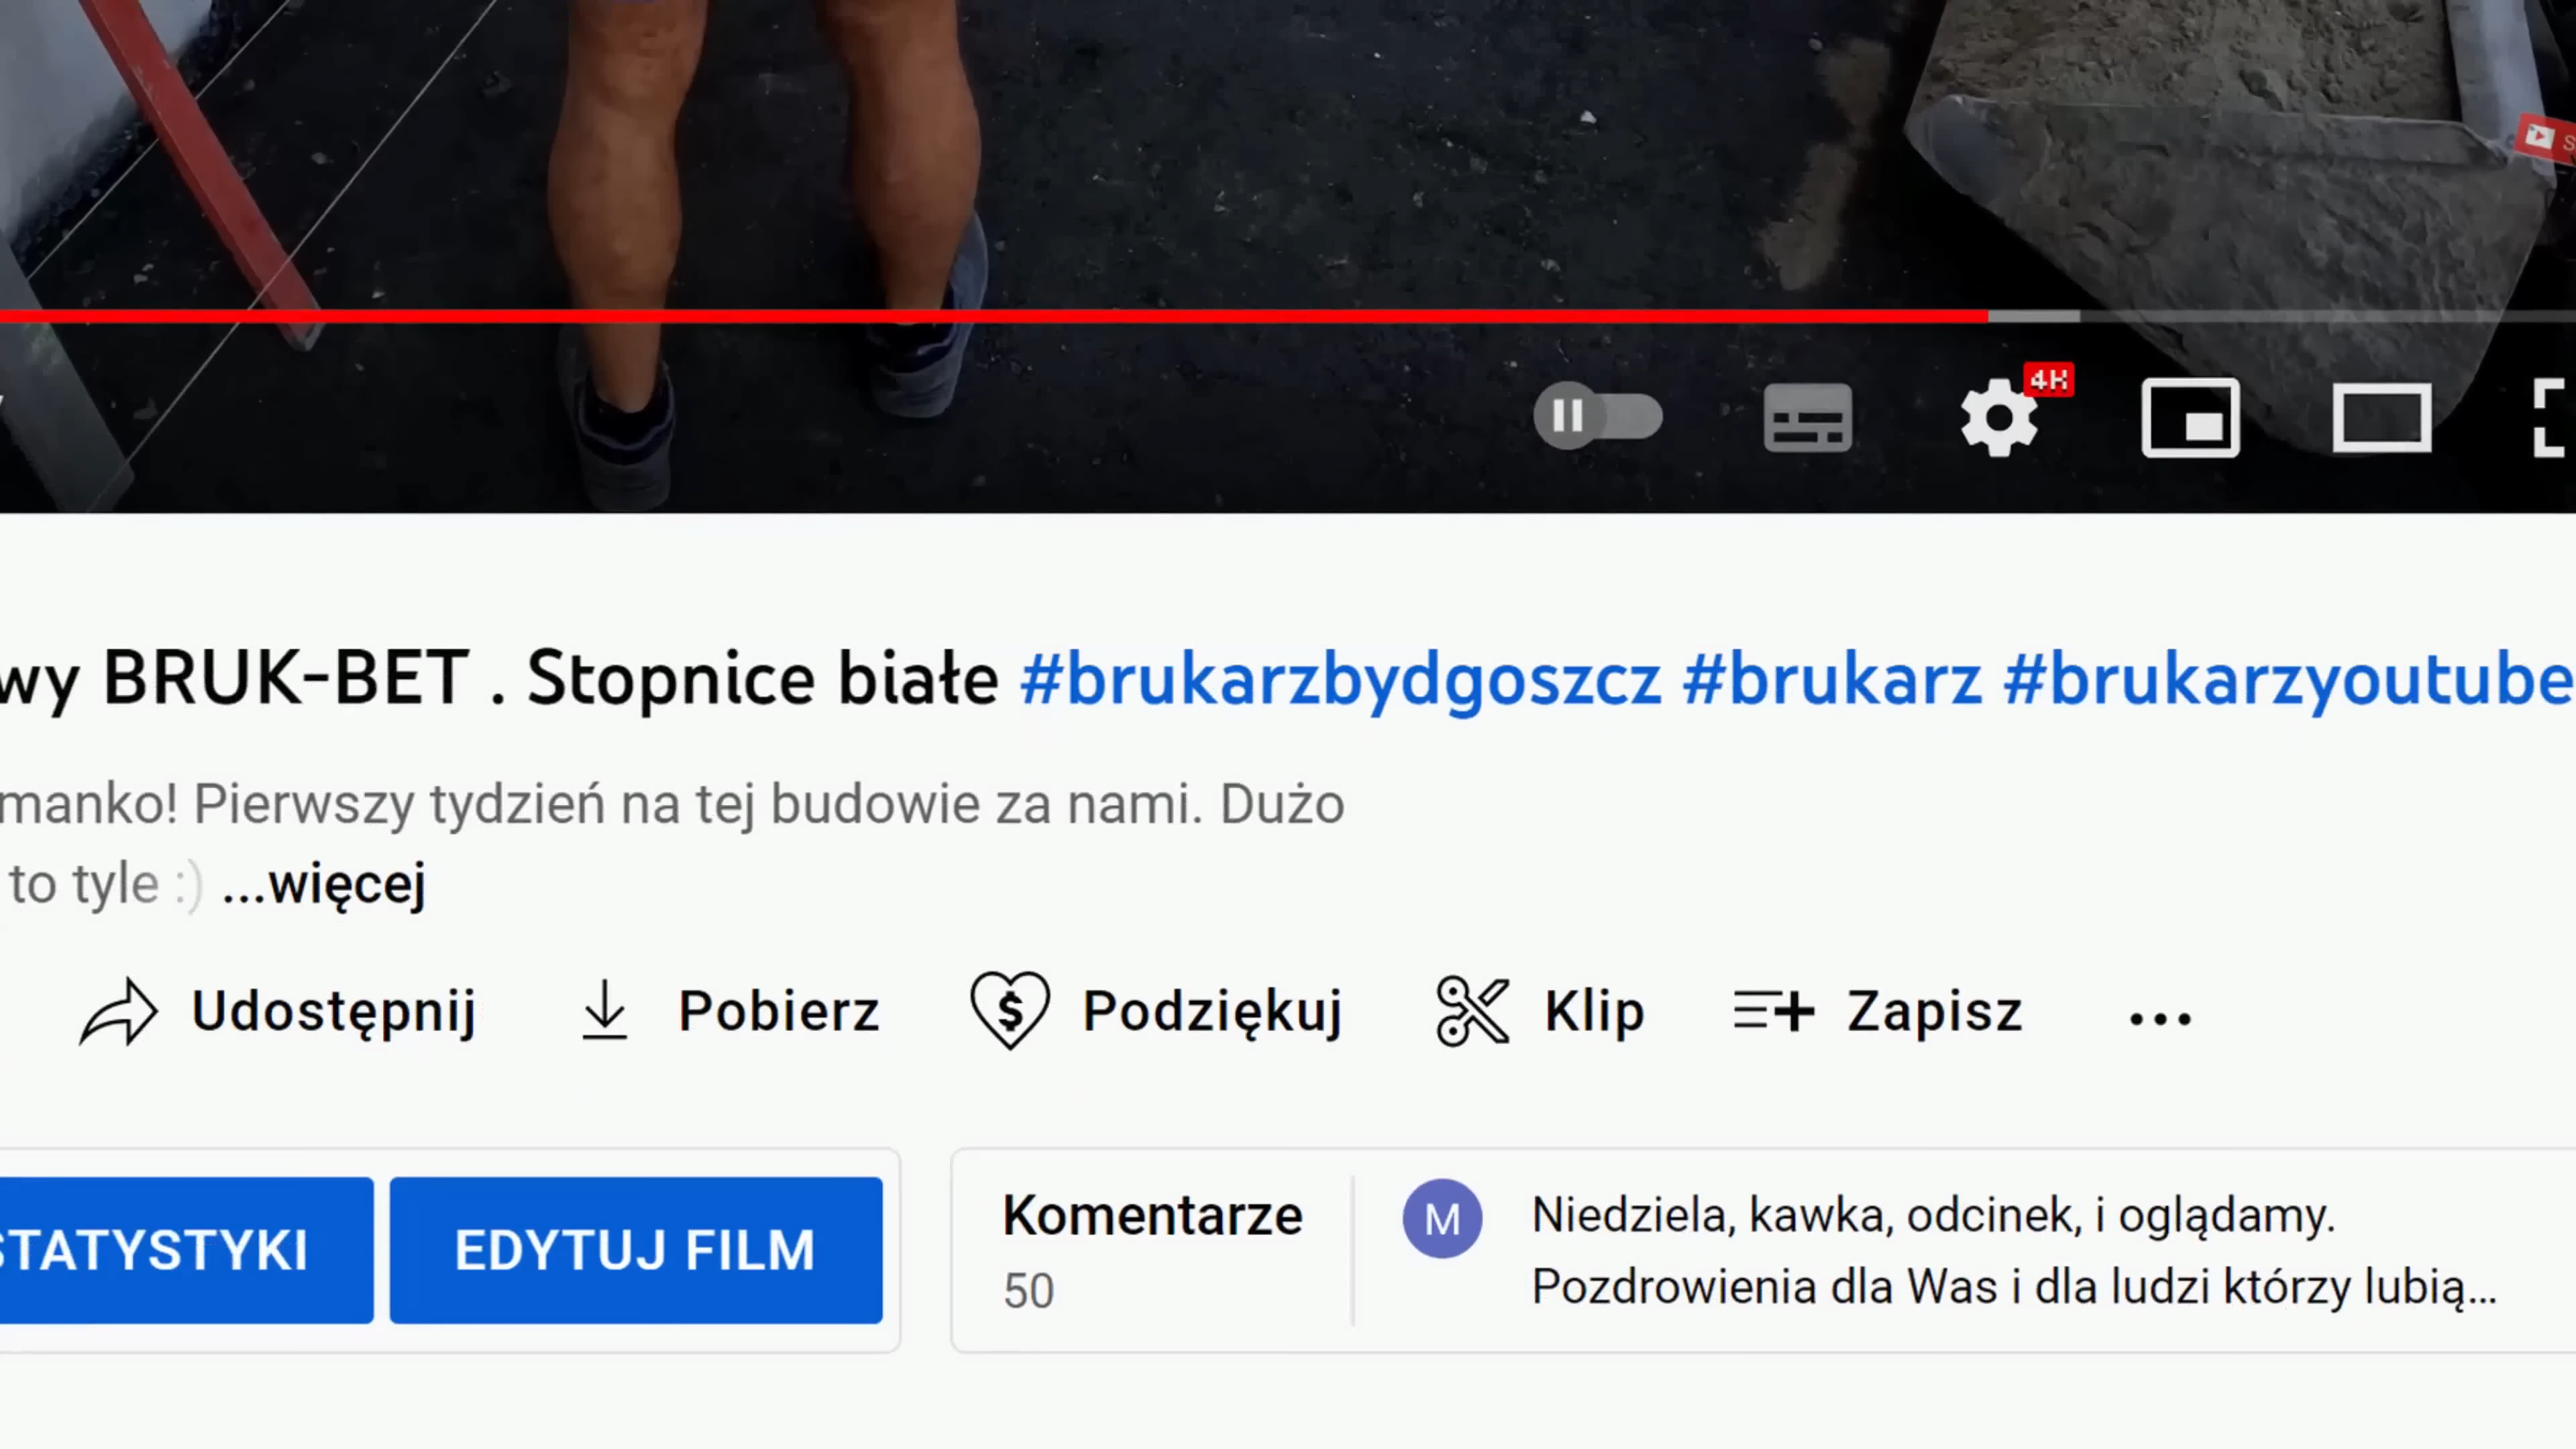 4K
wy BRUK-BET . Stopnice białe #brukarzbydgoszcz #brukarz #brukarzyoutube
manko! Pierwszy tydzień na tej budowie za nami. Dużo
to tyle :) ...więcej
Udostępnij Pobierz Podziękuj Klip Zapisz ...
STATYSTYKI EDYTUJ FILM
Komentarze
50
M
Niedziela, kawka, odcinek, i oglądamy.
Pozdrowienia dla Was i dla ludzi którzy lubią...